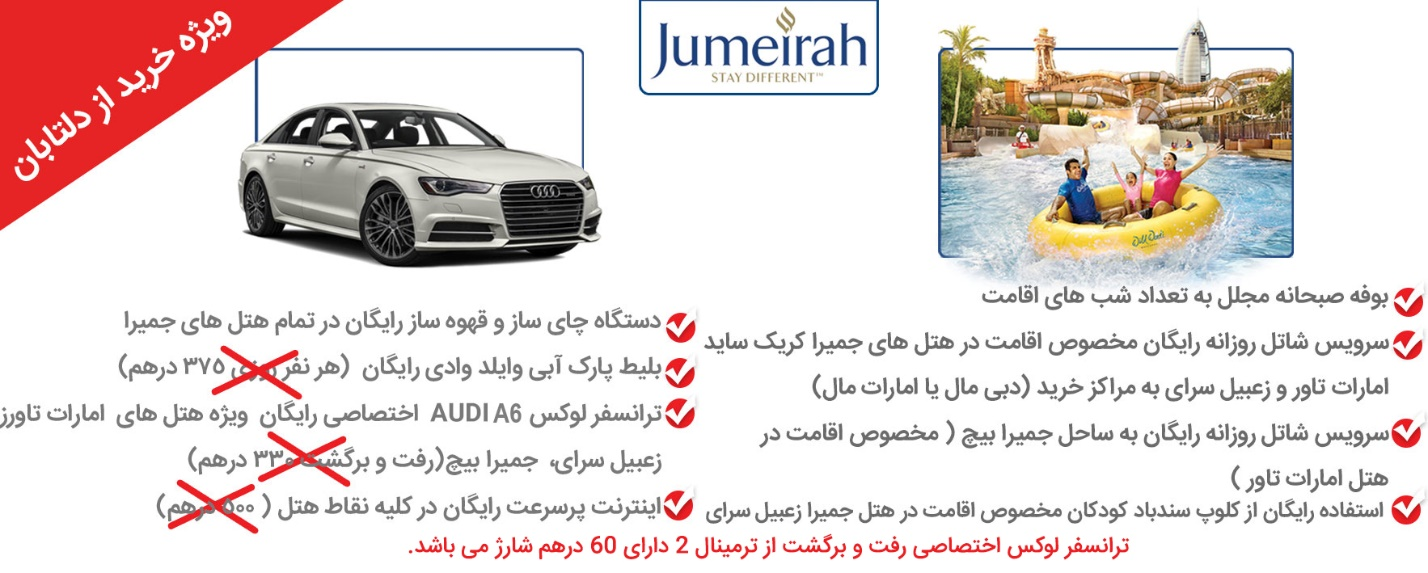 ویژه خرید از دلتابان
Jumeirah
STAY DIFFERENT™
بوفه صبحانه مجلل به تعداد شب های اقامت
سرویس شاتل روزانه رایگان مخصوص اقامت در هتل های جمیرا کریک ساید
امارات تاور و زعبیل سرای به مراکز خرید (دبی مال یا امارات مال)
سرویس شاتل روزانه رایگان به ساحل جمیرا بیچ ( مخصوص اقامت در
هتل امارات تاور )
استفاده رایگان از کلوپ سندباد کودکان مخصوص اقامت در هتل جمیرا زعبیل سرای
دستگاه چای ساز و قهوه ساز رایگان در تمام هتل های جمیرا
بلیط پارک آبی وایلد وادی رایگان (هر نفر روزی ۳۷۵ درهم)
ترانسفر لوکس AUDI A6 اختصاصی رایگان ویژه هتل های امارات تاورز
زعبیل سرای، جمیرا بیچ(رفت و برگشت ۳۳۰ درهم)
اینترنت پرسرعت رایگان در کلیه نقاط هتل ( ۵۰۰ درهم)
ترانسفر لوکس اختصاصی رفت و برگشت از ترمینال 2 دارای 60 درهم شارژ می باشد.
Wild Wadi